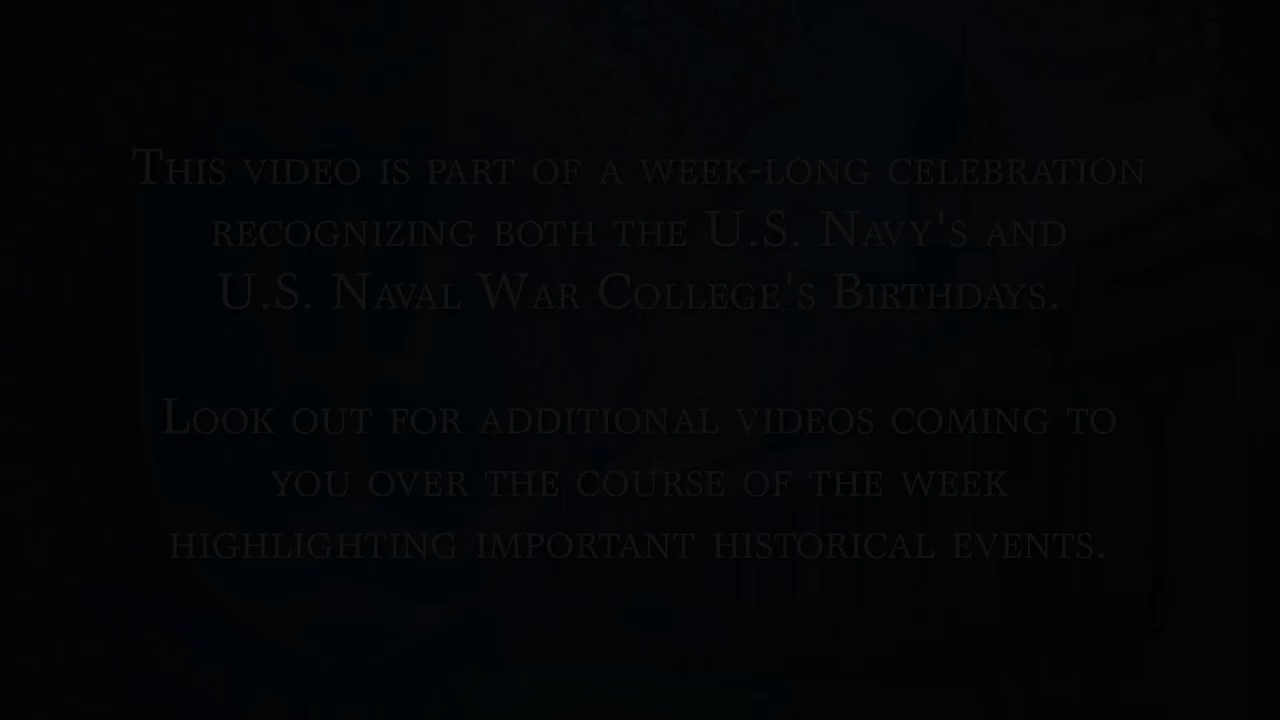 This video is part of a week-long celebration
recognizing both the U.S. Navy's and
U.S. Naval War College's Birthdays.
Look out for additional videos coming to
you over the course of the week
highlighting important historical events.